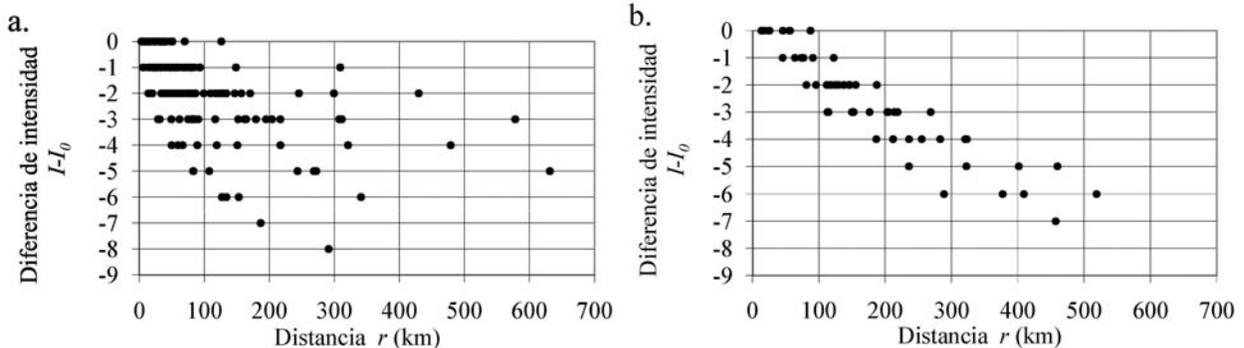 a.
Diferencia de intensidad
I-I₀
0
-1
-2
-3
-4
-5
-6
-7
-8
-9
0 100 200 300 400 500 600 700
Distancia r (km)
b.
Diferencia de intensidad
I-I₀
0
-1
-2
-3
-4
-5
-6
-7
-8
-9
0 100 200 300 400 500 600 700
Distancia r (km)